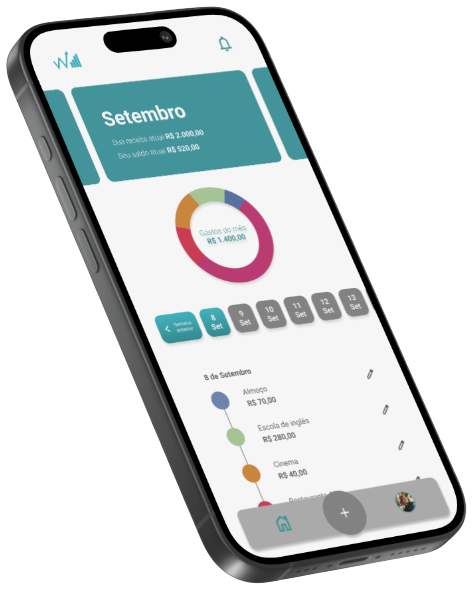 Setembro
Sua receita atual R$ 2.000,00
Seu saldo atual R$ 520,00
Gastos do mês
R$ 1.400,00
Semana
anterior
8
Set
9
Set
10
Set
11
Set
12
Set
13
Set
8 de Setembro
Almoço
R$ 70,00
Escola de inglês
R$ 280,00
Cinema
R$ 40,00